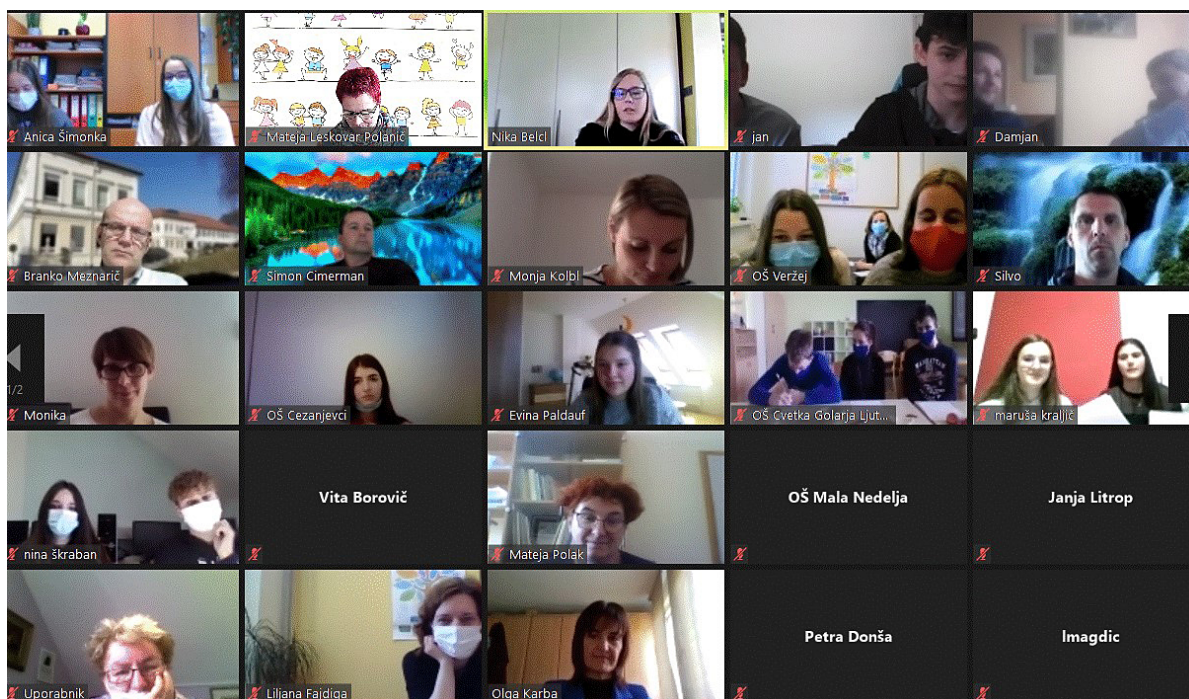 Anica Šimonka
Mateja Leskovar Pojanič
Nika Belcl
jan
Damjan
Branko Meznarič
Simon Cimerman
Monja Kolbl
OŠ Veržej
Silvo
1/2
Monika
OŠ Cezanjevci
Evina Paldauf
OŠ Cvetka Golarja Ljut...
maruša kraljič
nina škraban
Vita Borovič
Mateja Polak
OŠ Mala Nedelja
Janja Litrop
Uporabnik
Liljana Fajdiga
Olga Karba
Petra Donša
lmagdic